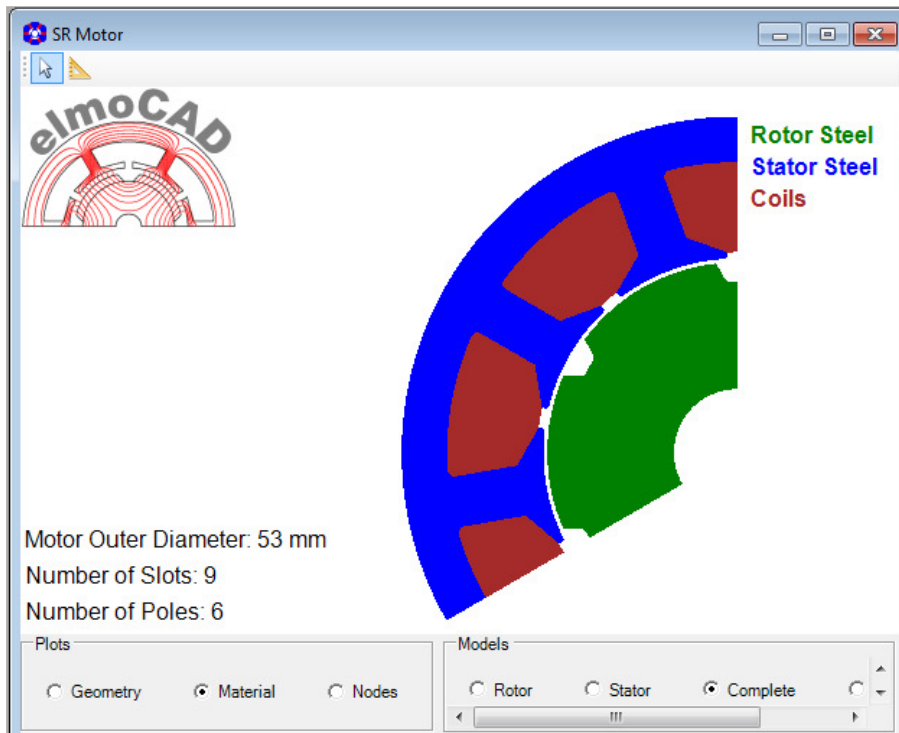 SR Motor
elmoCAD
Rotor Steel
Stator Steel
Coils
Motor Outer Diameter: 53 mm
Number of Slots: 9
Number of Poles: 6
Plots
Geometry
Material
Nodes
Models
Rotor
Stator
Complete